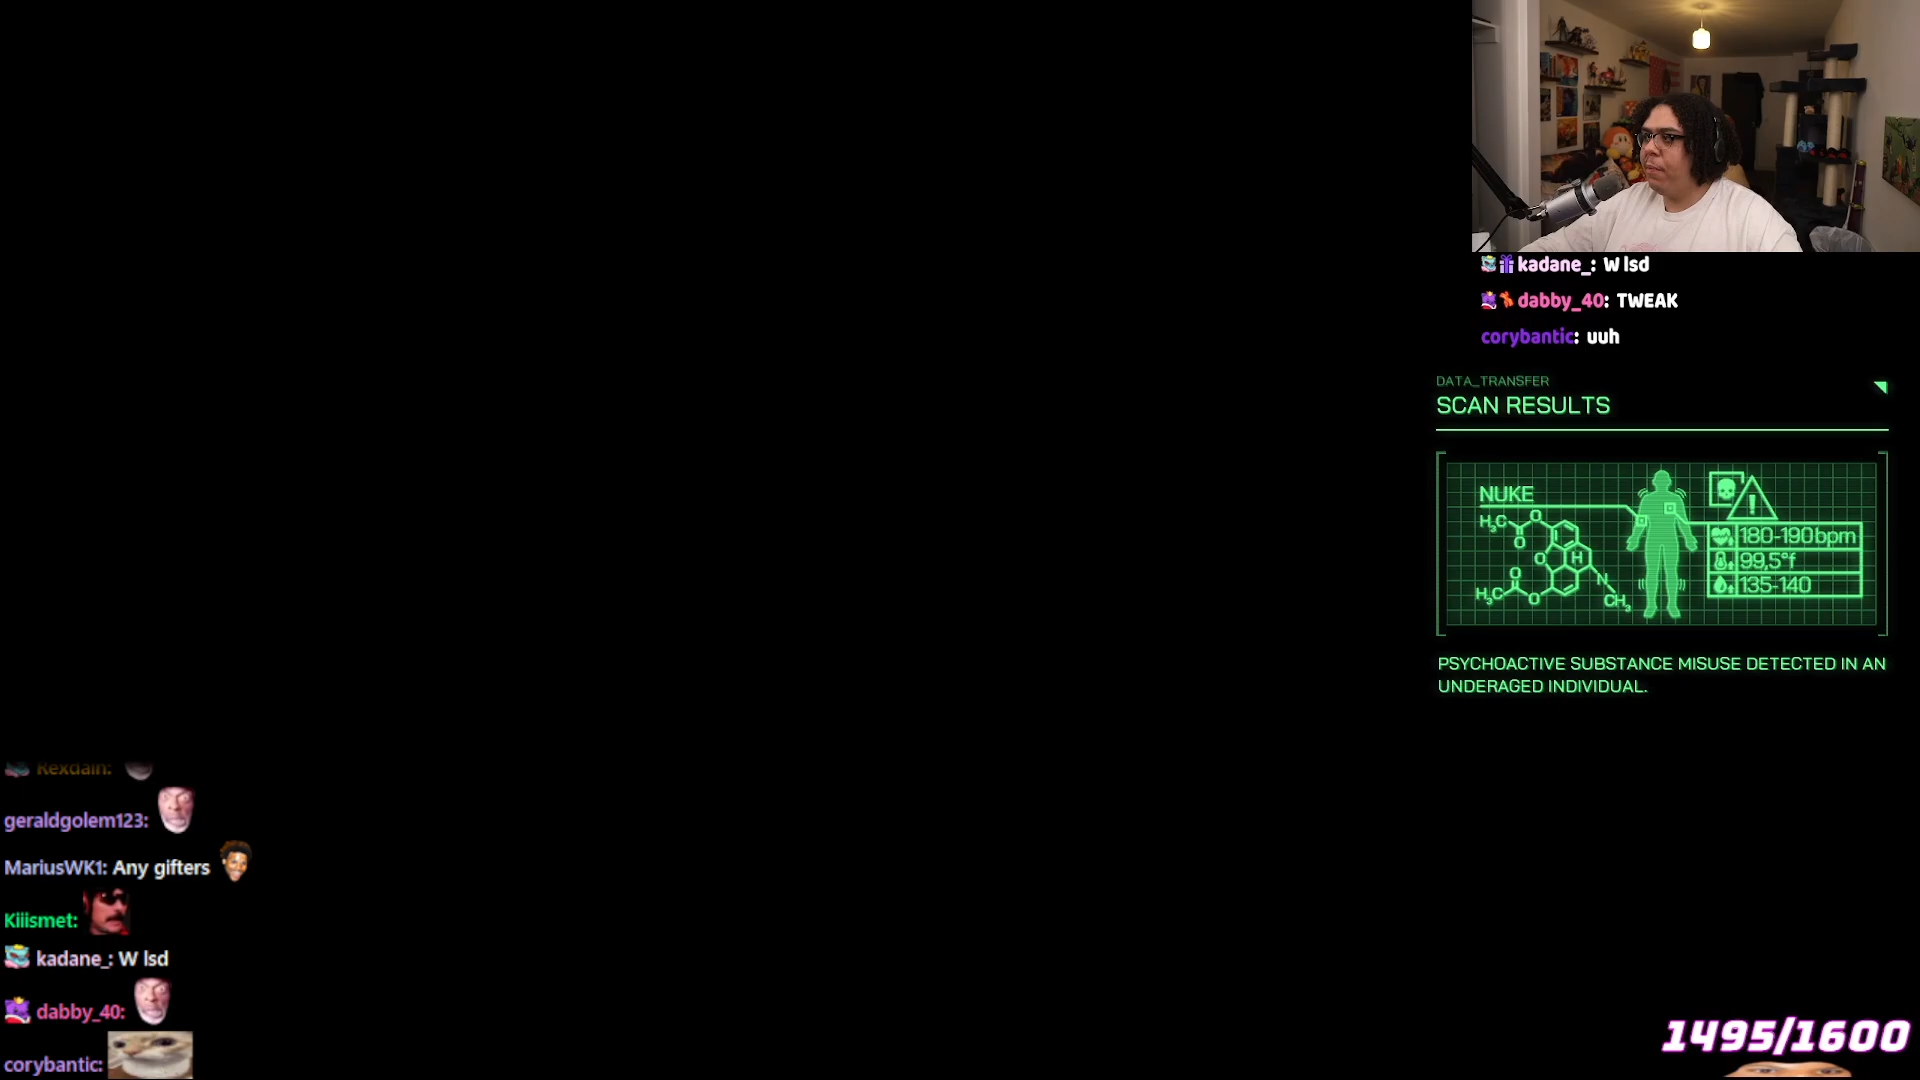 kadane_: W lsd
dabby_40: TWEAK
corybantic: uuh
DATA_TRANSFER
SCAN RESULTS
NUKE
H₃C
O
O
O
H
O
N
H₃C
O
CH₃
180-190bpm
99,5°f
135-140
PSYCHOACTIVE SUBSTANCE MISUSE DETECTED IN AN
UNDERAGED INDIVIDUAL.
Rexdain:
geraldgolem123:
MariusWK1: Any gifters
Kiiismet:
kadane_: W lsd
dabby_40:
corybantic:
1495/1600